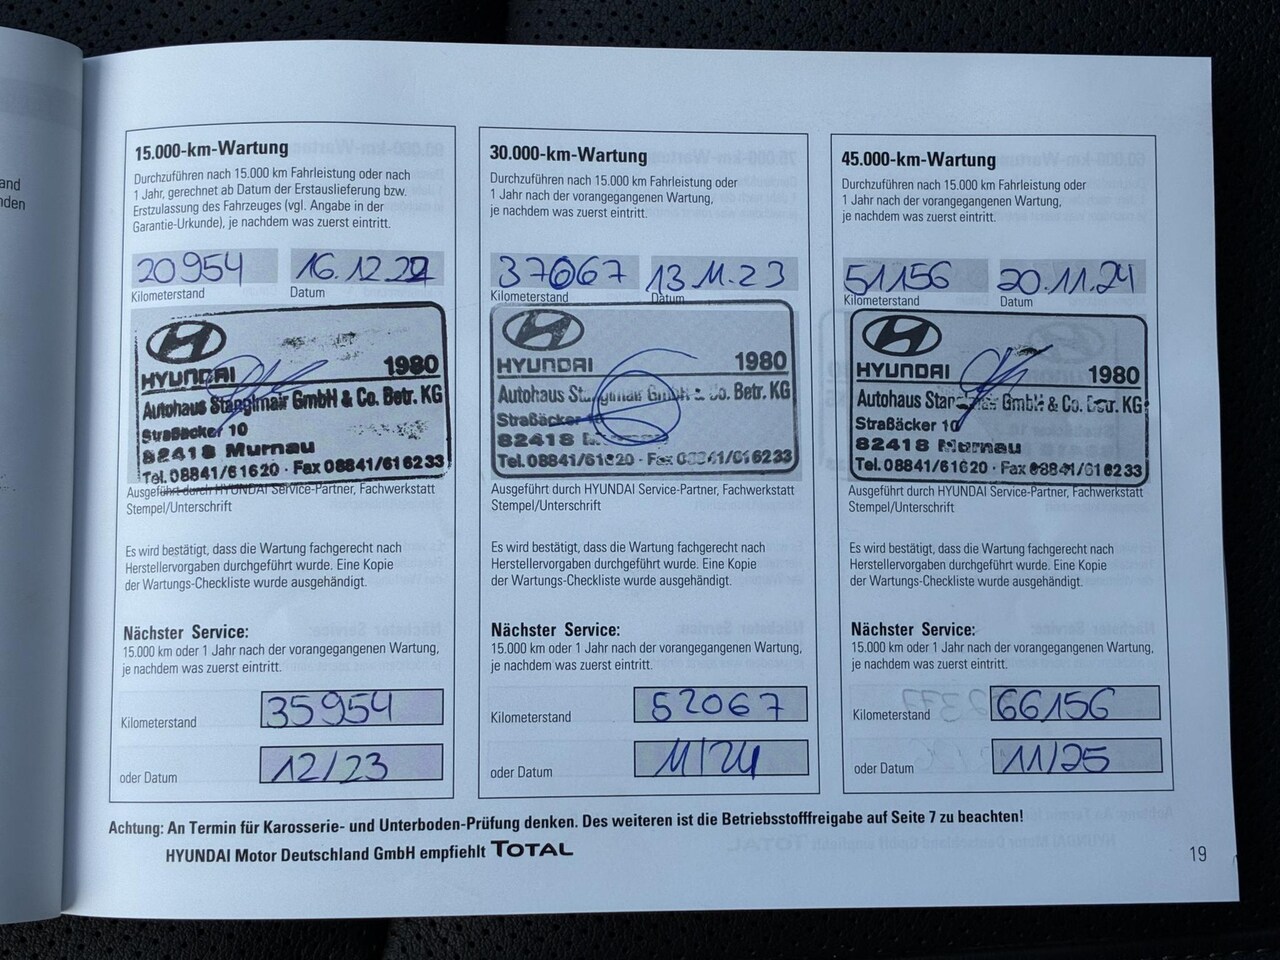 and
nden
15.000-km-Wartung
Durchzuführen nach 15.000 km Fahrleistung oder nach
1 Jahr, gerechnet ab Datum der Erstauslieferung bzw.
Erstzulassung des Fahrzeuges (vgl. Angabe in der
Garantie-Urkunde), je nachdem was zuerst eintritt.
20954 16.12.22
Kilometerstand Datum
HYUNDAI 1980
Autohaus Stanglmair GmbH & Co. Betr. KG
Straßäcker 10
82418 Murnau
Tel. 08841/61620 · Fax 08841/616233
Ausgeführt durch HYUNDAI Service-Partner, Fachwerkstatt
Stempel/Unterschrift
Es wird bestätigt, dass die Wartung fachgerecht nach
Herstellervorgaben durchgeführt wurde. Eine Kopie
der Wartungs-Checkliste wurde ausgehändigt.
Nächster Service:
15.000 km oder 1 Jahr nach der vorangegangenen Wartung,
je nachdem was zuerst eintritt.
Kilometerstand 35954
oder Datum 12/23
30.000-km-Wartung
Durchzuführen nach 15.000 km Fahrleistung oder
1 Jahr nach der vorangegangenen Wartung,
je nachdem was zuerst eintritt.
37067 13.11.23
Kilometerstand Datum
HYUNDAI 1980
Autohaus Stanglmair GmbH & Co. Betr. KG
Straßäcker 10
82418
Tel. 08841/61620 · Fax 08841/616233
Ausgeführt durch HYUNDAI Service-Partner, Fachwerkstatt
Stempel/Unterschrift
Es wird bestätigt, dass die Wartung fachgerecht nach
Herstellervorgaben durchgeführt wurde. Eine Kopie
der Wartungs-Checkliste wurde ausgehändigt.
Nächster Service:
15.000 km oder 1 Jahr nach der vorangegangenen Wartung,
je nachdem was zuerst eintritt.
Kilometerstand 52067
oder Datum 11/24
45.000-km-Wartung
Durchzuführen nach 15.000 km Fahrleistung oder
1 Jahr nach der vorangegangenen Wartung,
je nachdem was zuerst eintritt.
51156 20.11.24
Kilometerstand Datum
HYUNDAI 1980
Autohaus Stanglmair GmbH & Co. Betr. KG
Straßäcker 10
82418 Murnau
Tel. 08841/61620 · Fax 08841/616233
Ausgeführt durch HYUNDAI Service-Partner, Fachwerkstatt
Stempel/Unterschrift
Es wird bestätigt, dass die Wartung fachgerecht nach
Herstellervorgaben durchgeführt wurde. Eine Kopie
der Wartungs-Checkliste wurde ausgehändigt.
Nächster Service:
15.000 km oder 1 Jahr nach der vorangegangenen Wartung,
je nachdem was zuerst eintritt.
Kilometerstand 66156
oder Datum 11/25
Achtung: An Termin für Karosserie- und Unterboden-Prüfung denken. Des weiteren ist die Betriebsstofffreigabe auf Seite 7 zu beachten!
HYUNDAI Motor Deutschland GmbH empfiehlt TOTAL
19